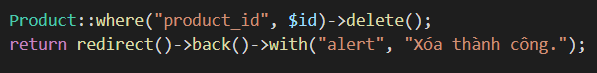 Product::where("product_id", $id)->delete();
return redirect()->back()->with("alert", "Xóa thành công.");